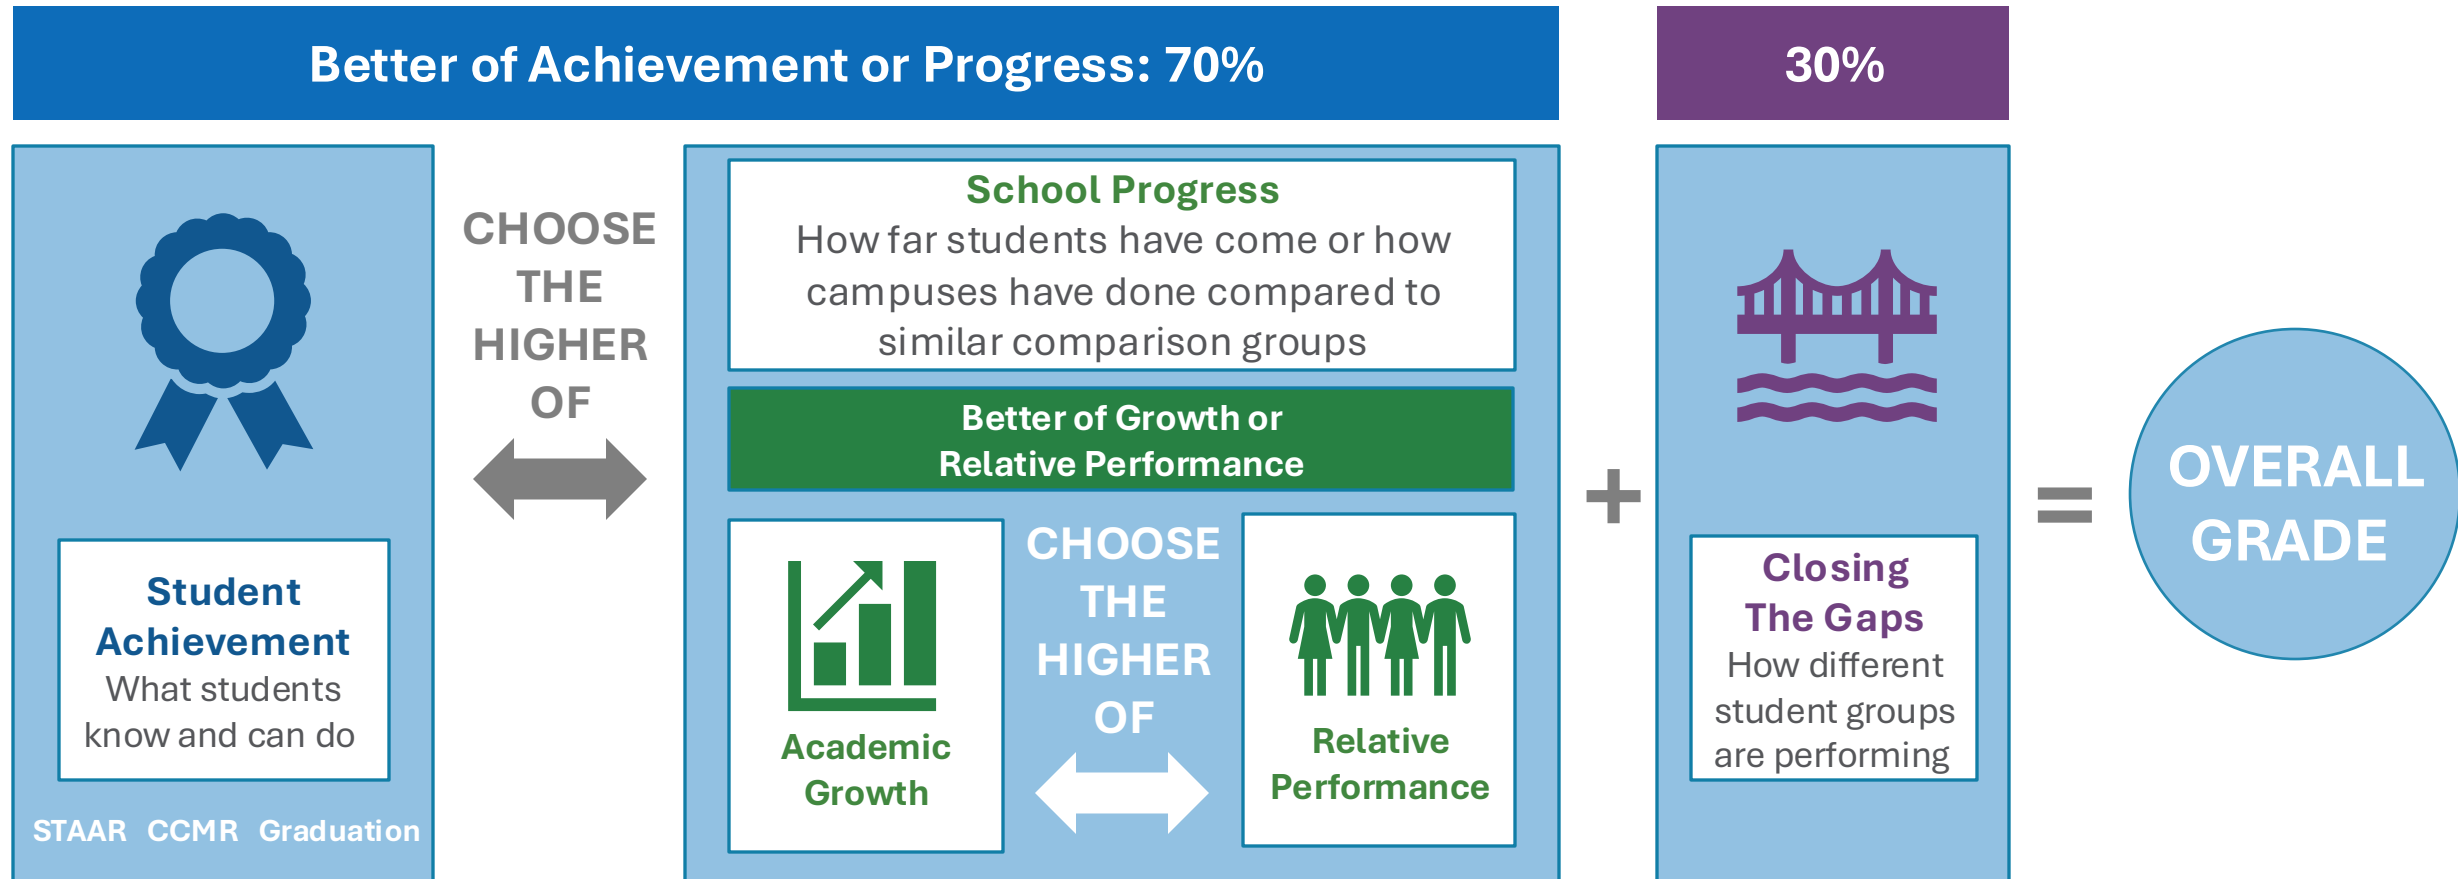 Better of Achievement or Progress: 70%
30%
Student
Achievement
What students
know and can do
STAAR CCMR Graduation
CHOOSE
THE
HIGHER
OF
School Progress
How far students have come or how
campuses have done compared to
similar comparison groups
Better of Growth or
Relative Performance
Academic
Growth
CHOOSE
THE
HIGHER
OF
Relative
Performance
+
Closing
The Gaps
How different
student groups
are performing
=
OVERALL
GRADE